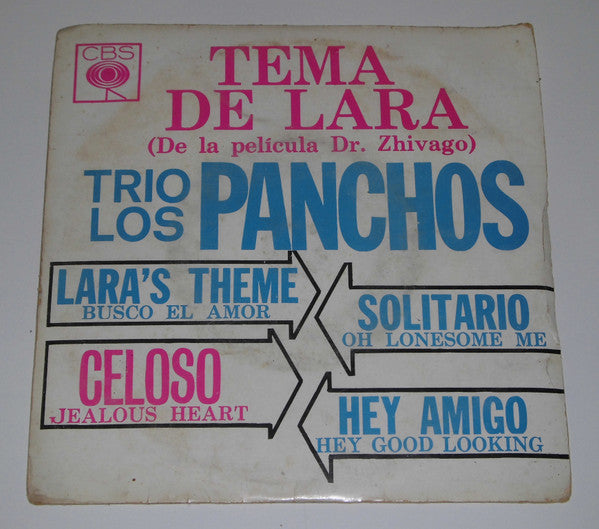 CBS
TEMA
DE LARA
(De la película Dr. Zhivago)
TRIO
LOS
PANCHOS
LARA'S THEME
BUSCO EL AMOR
SOLITARIO
OH LONESOME ME
CELOSO
JEALOUS HEART
HEY AMIGO
HEY GOOD LOOKING